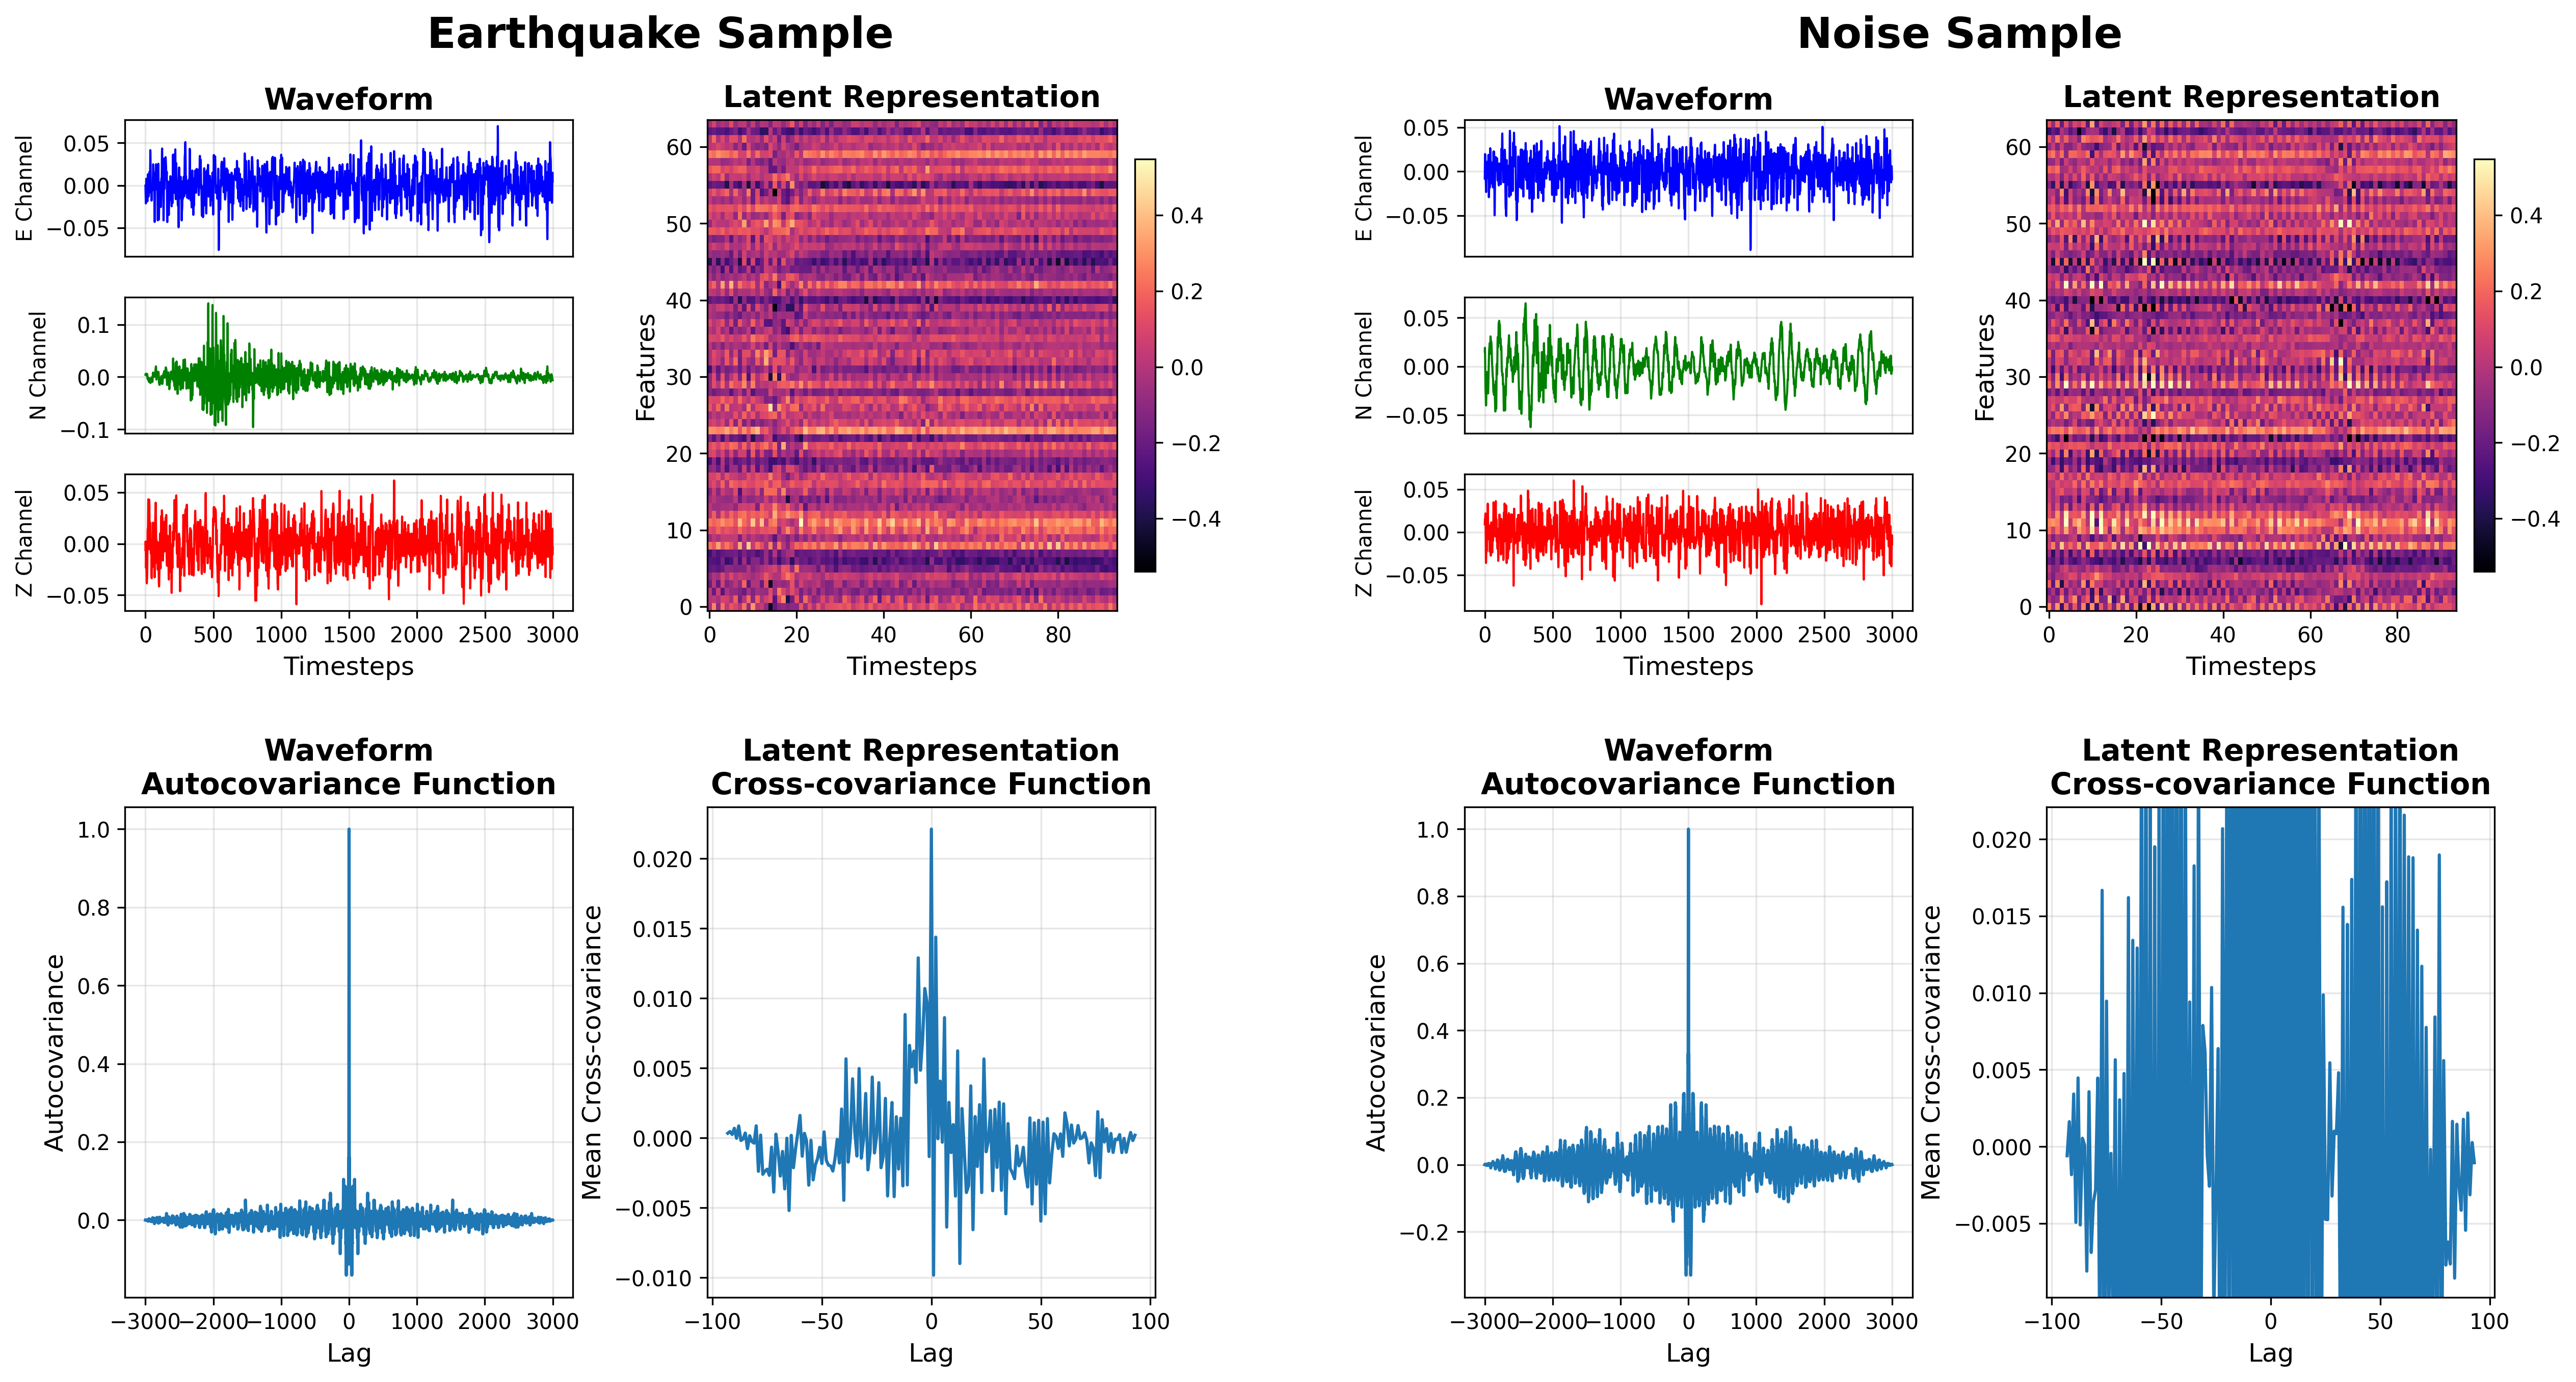 Earthquake Sample
Noise Sample
Waveform
E Channel
0.05
0.00
−0.05
N Channel
0.1
0.0
−0.1
Z Channel
0.05
0.00
−0.05
0 500 1000 1500 2000 2500 3000
Timesteps
Latent Representation
Features
60
50
40
30
20
10
0
0 20 40 60 80
Timesteps
0.4
0.2
0.0
−0.2
−0.4
Waveform
E Channel
0.05
0.00
−0.05
N Channel
0.05
0.00
−0.05
Z Channel
0.05
0.00
−0.05
0 500 1000 1500 2000 2500 3000
Timesteps
Latent Representation
Features
60
50
40
30
20
10
0
0 20 40 60 80
Timesteps
0.4
0.2
0.0
−0.2
−0.4
Waveform
Autocovariance Function
Autocovariance
1.0
0.8
0.6
0.4
0.2
0.0
−3000 −2000 −1000 0 1000 2000 3000
Lag
Latent Representation
Cross-covariance Function
Mean Cross-covariance
0.020
0.015
0.010
0.005
0.000
−0.005
−0.010
−100 −50 0 50 100
Lag
Waveform
Autocovariance Function
Autocovariance
1.0
0.8
0.6
0.4
0.2
0.0
−0.2
−3000 −2000 −1000 0 1000 2000 3000
Lag
Latent Representation
Cross-covariance Function
Mean Cross-covariance
0.020
0.015
0.010
0.005
0.000
−0.005
−100 −50 0 50 100
Lag